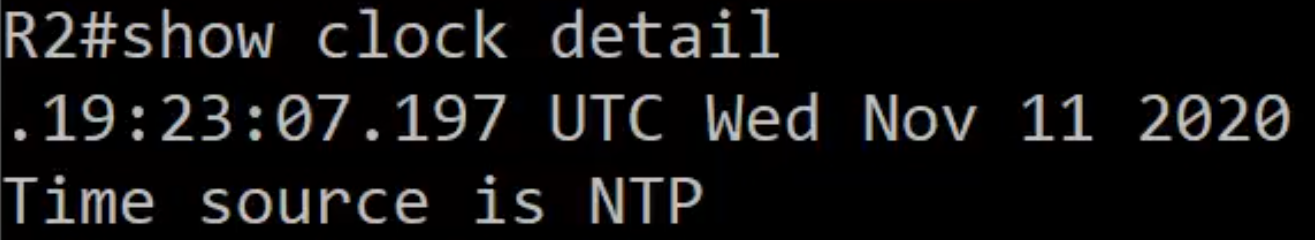 R2#show clock detail
.19:23:07.197 UTC Wed Nov 11 2020
Time source is NTP